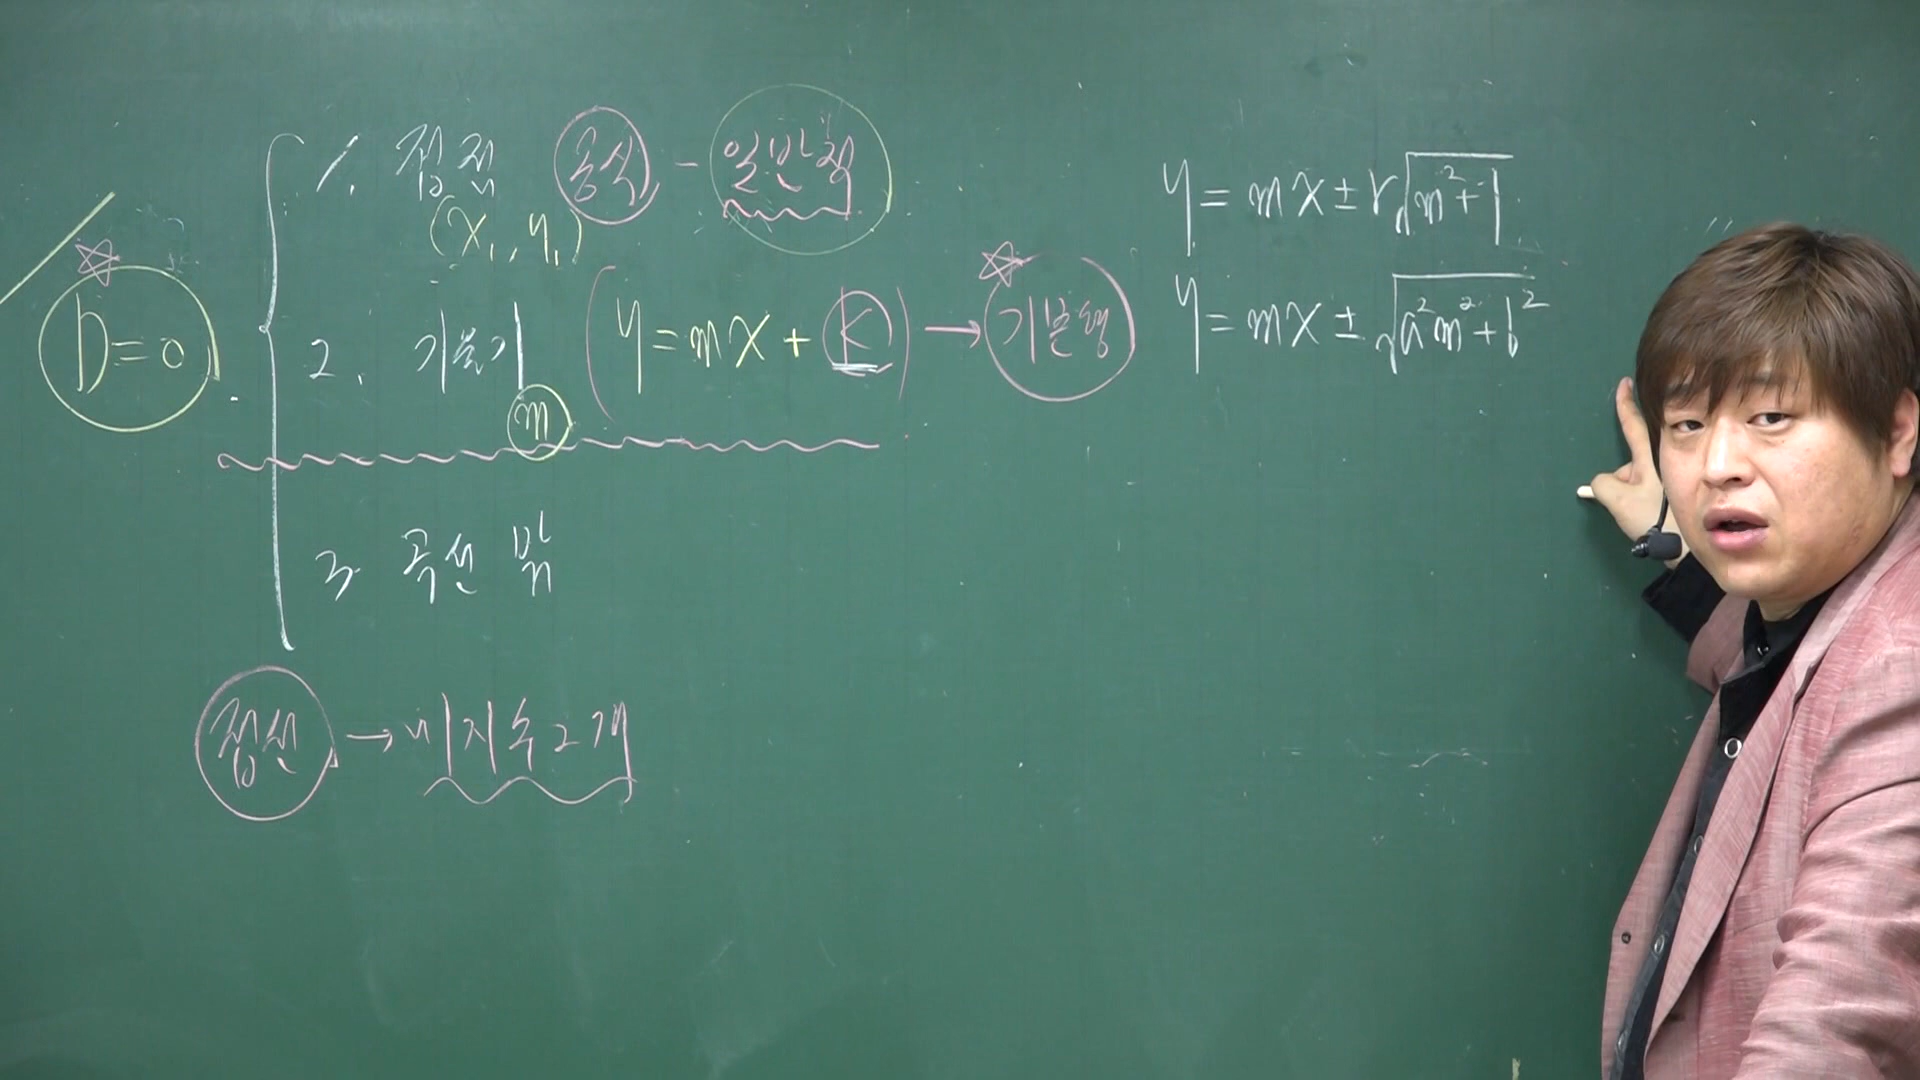 1. 접점 공식 - 일반적
(x₁, y₁)
D=0
2. 기울기 (y=mx+k) → 기본형
m
3. 곡선 밖
접선 → 미지수 2개
y=mx±r√(m²+1)
y=mx±√(a²m²+b²)